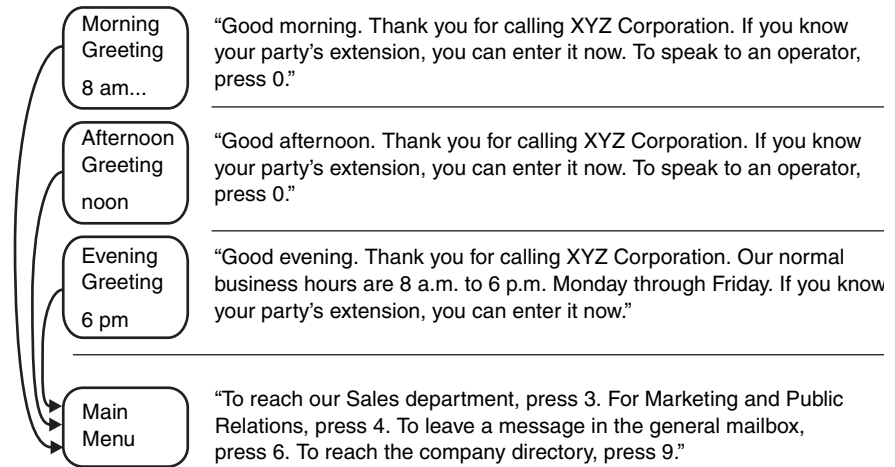 Morning
Greeting
8 am...
“Good morning. Thank you for calling XYZ Corporation. If you know
your party’s extension, you can enter it now. To speak to an operator,
press 0.”
Afternoon
Greeting
noon
“Good afternoon. Thank you for calling XYZ Corporation. If you know
your party’s extension, you can enter it now. To speak to an operator,
press 0.”
Evening
Greeting
6 pm
“Good evening. Thank you for calling XYZ Corporation. Our normal
business hours are 8 a.m. to 6 p.m. Monday through Friday. If you know
your party’s extension, you can enter it now.”
Main
Menu
“To reach our Sales department, press 3. For Marketing and Public
Relations, press 4. To leave a message in the general mailbox,
press 6. To reach the company directory, press 9.”